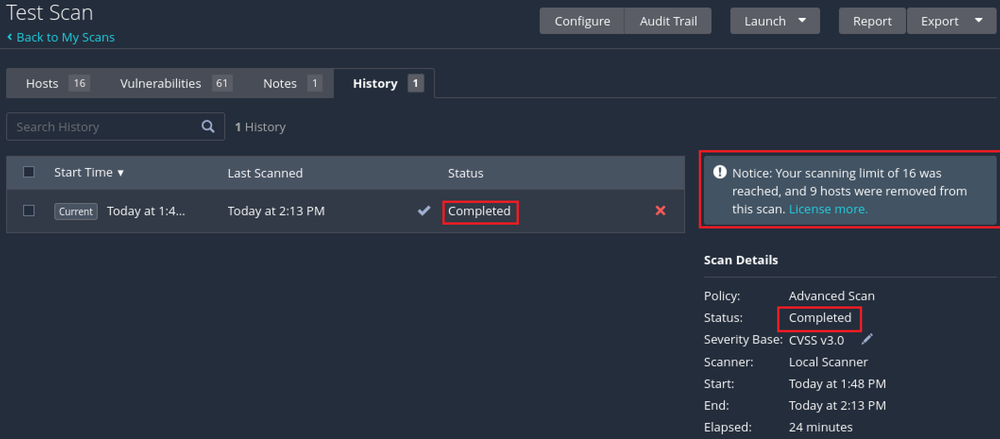 Test Scan
Back to My Scans
Configure Audit Trail Launch Report Export
Hosts 16 Vulnerabilities 61 Notes 1 History 1
Search History 1 History
Start Time Last Scanned Status
Current Today at 1:4... Today at 2:13 PM Completed
Notice: Your scanning limit of 16 was
reached, and 9 hosts were removed from
this scan. License more.
Scan Details
Policy: Advanced Scan
Status: Completed
Severity Base: CVSS v3.0
Scanner: Local Scanner
Start: Today at 1:48 PM
End: Today at 2:13 PM
Elapsed: 24 minutes